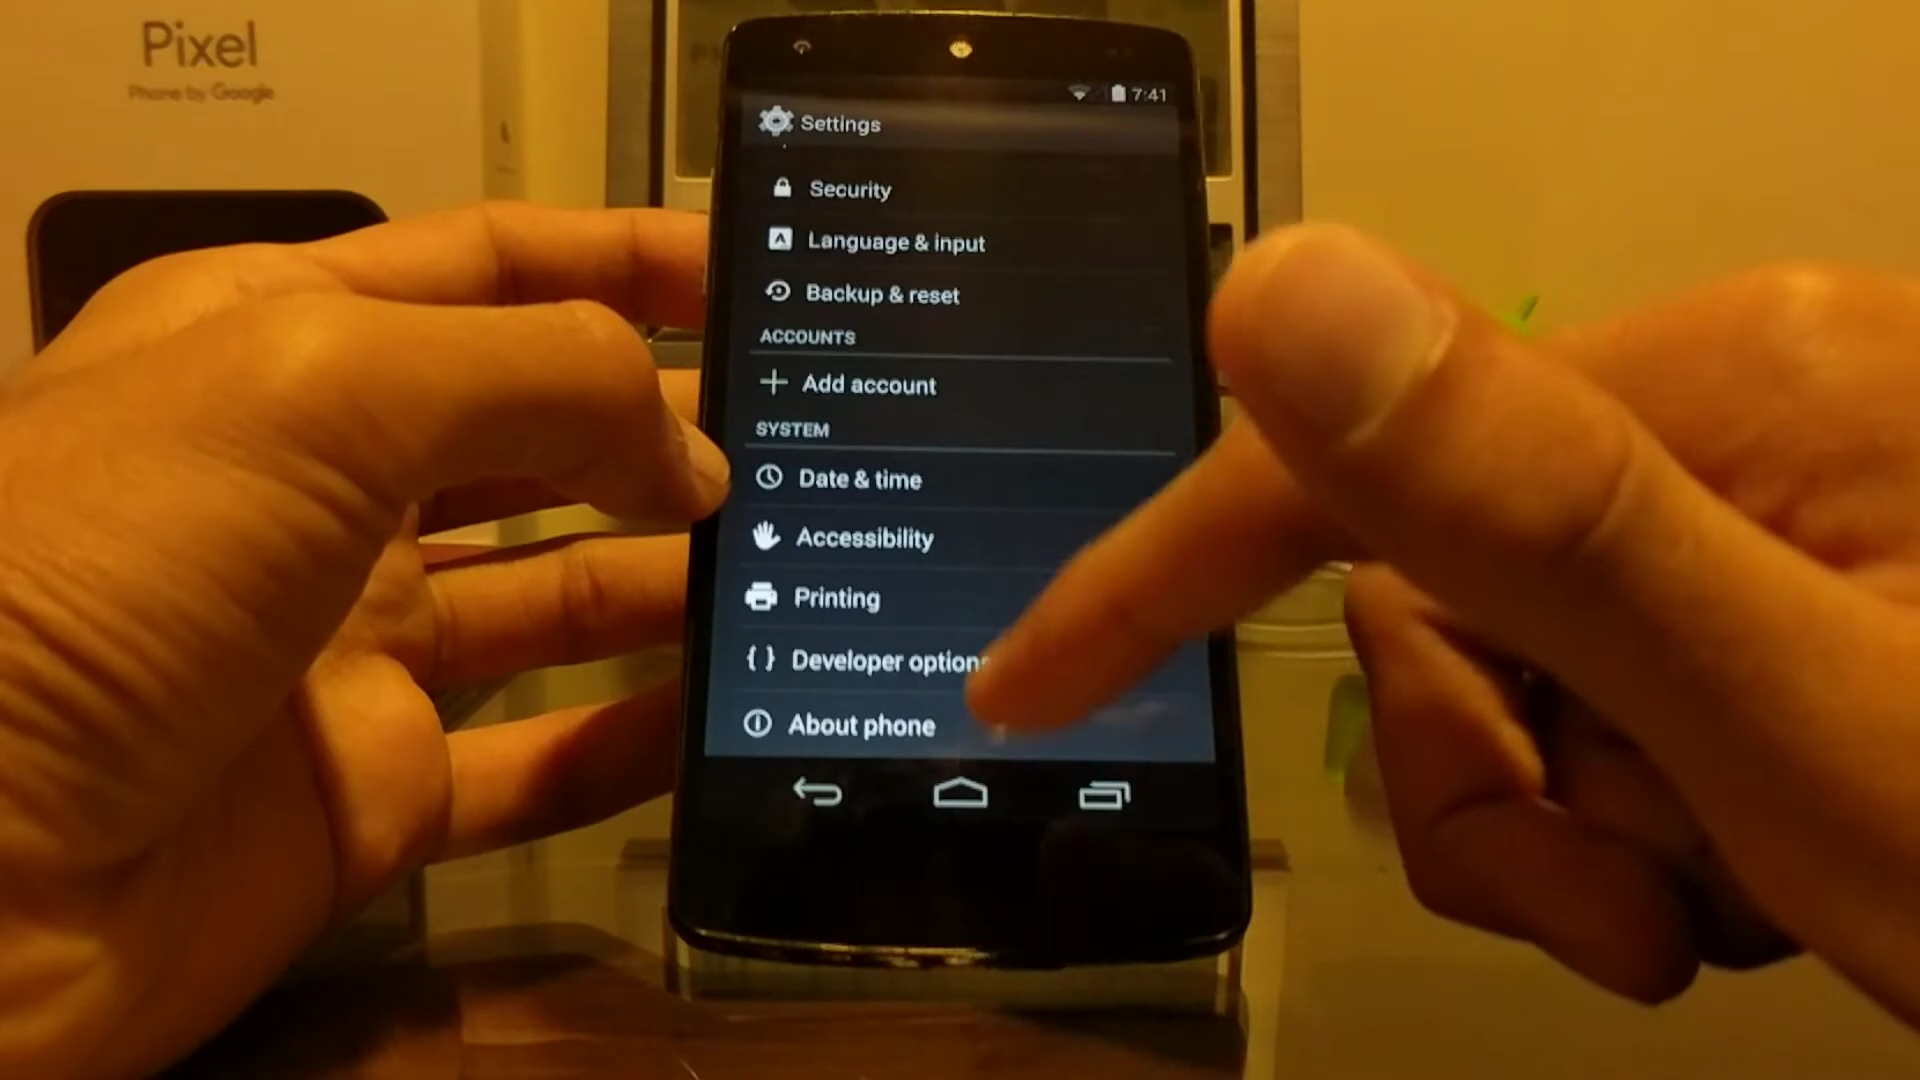 Pixel
Phone by Google
7:41
Settings
Security
Language & input
Backup & reset
ACCOUNTS
Add account
SYSTEM
Date & time
Accessibility
Printing
{ } Developer options
About phone